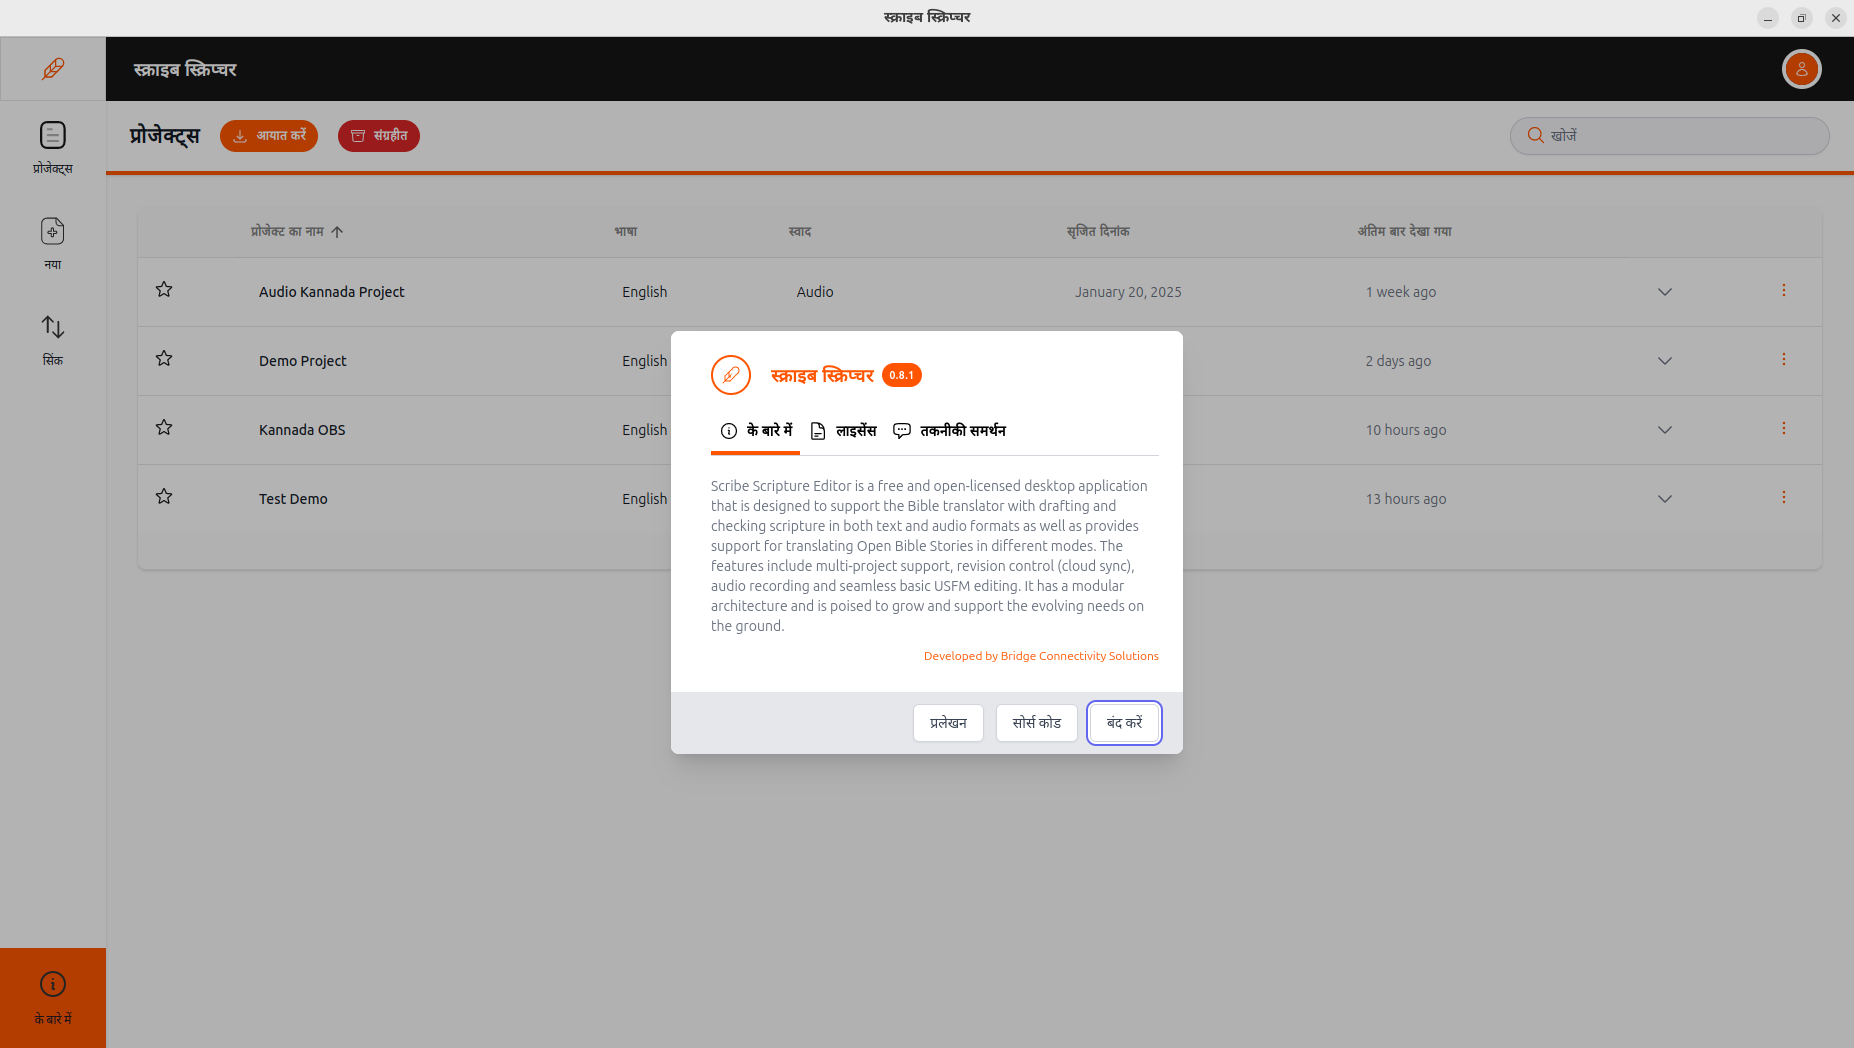 स्क्राइब स्क्रिप्चर
स्क्राइब स्क्रिप्चर
प्रोजेक्ट्स
आयात करें
संग्रहीत
खोजें
प्रोजेक्ट्स
नया
सिंक
के बारे में
प्रोजेक्ट का नाम भाषा स्वाद सृजित दिनांक अंतिम बार देखा गया
Audio Kannada Project English Audio January 20, 2025 1 week ago
Demo Project English 2 days ago
Kannada OBS English 10 hours ago
Test Demo English 13 hours ago
स्क्राइब स्क्रिप्चर 0.8.1
के बारे में लाइसेंस तकनीकी समर्थन
Scribe Scripture Editor is a free and open-licensed desktop application
that is designed to support the Bible translator with drafting and
checking scripture in both text and audio formats as well as provides
support for translating Open Bible Stories in different modes. The
features include multi-project support, revision control (cloud sync),
audio recording and seamless basic USFM editing. It has a modular
architecture and is poised to grow and support the evolving needs on
the ground.
Developed by Bridge Connectivity Solutions
प्रलेखन सोर्स कोड बंद करें